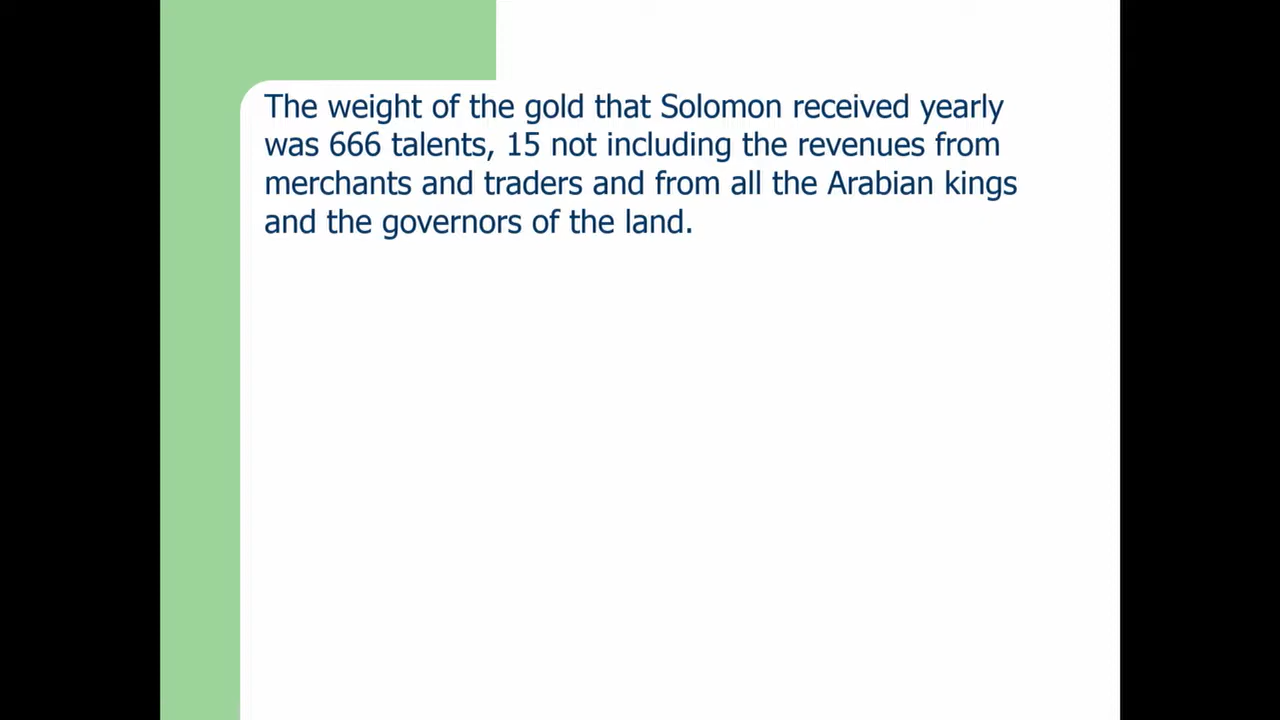 The weight of the gold that Solomon received yearly
was 666 talents, 15 not including the revenues from
merchants and traders and from all the Arabian kings
and the governors of the land.